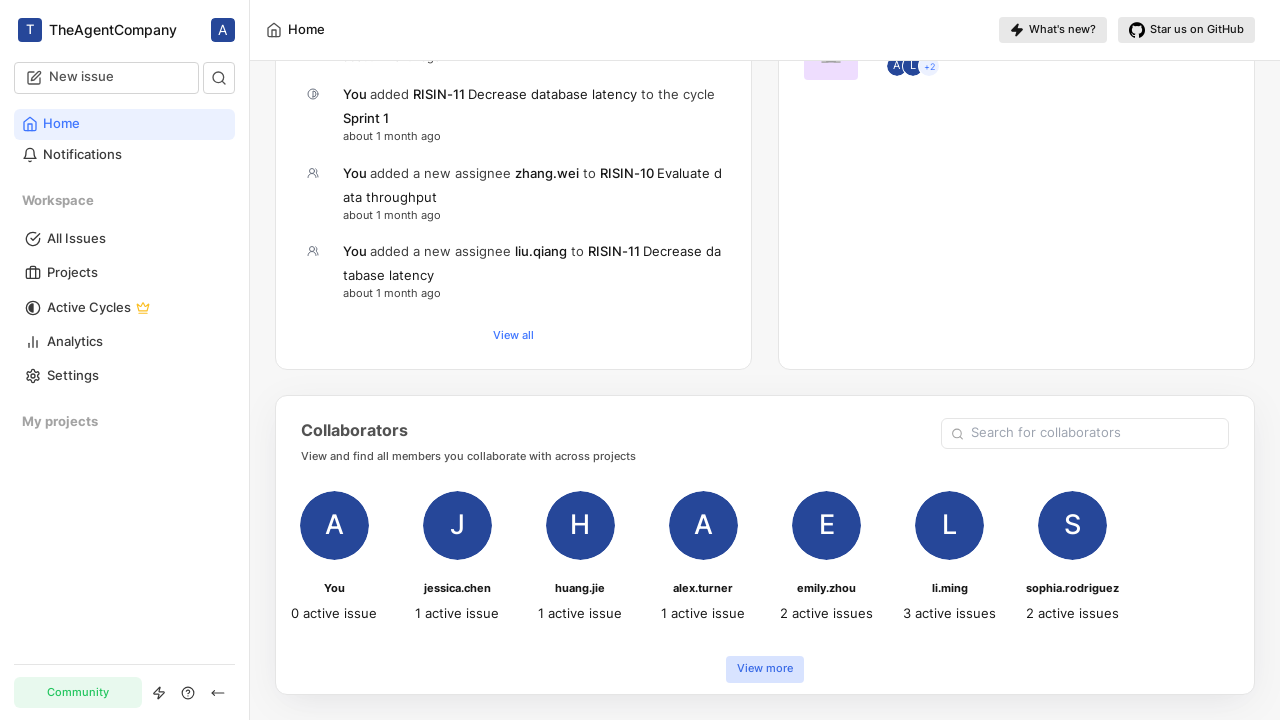 T TheAgentCompany A
Home
What's new?
Star us on GitHub
New issue
Home
Notifications
Workspace
All Issues
Projects
Active Cycles
Analytics
Settings
My projects
Community
You added RISIN-11 Decrease database latency to the cycle
Sprint 1
about 1 month ago
You added a new assignee zhang.wei to RISIN-10 Evaluate d
ata throughput
about 1 month ago
You added a new assignee liu.qiang to RISIN-11 Decrease da
tabase latency
about 1 month ago
View all
A L +2
Collaborators
View and find all members you collaborate with across projects
Search for collaborators
A J H A E L S
You jessica.chen huang.jie alex.turner emily.zhou li.ming sophia.rodriguez
0 active issue 1 active issue 1 active issue 1 active issue 2 active issues 3 active issues 2 active issues
View more